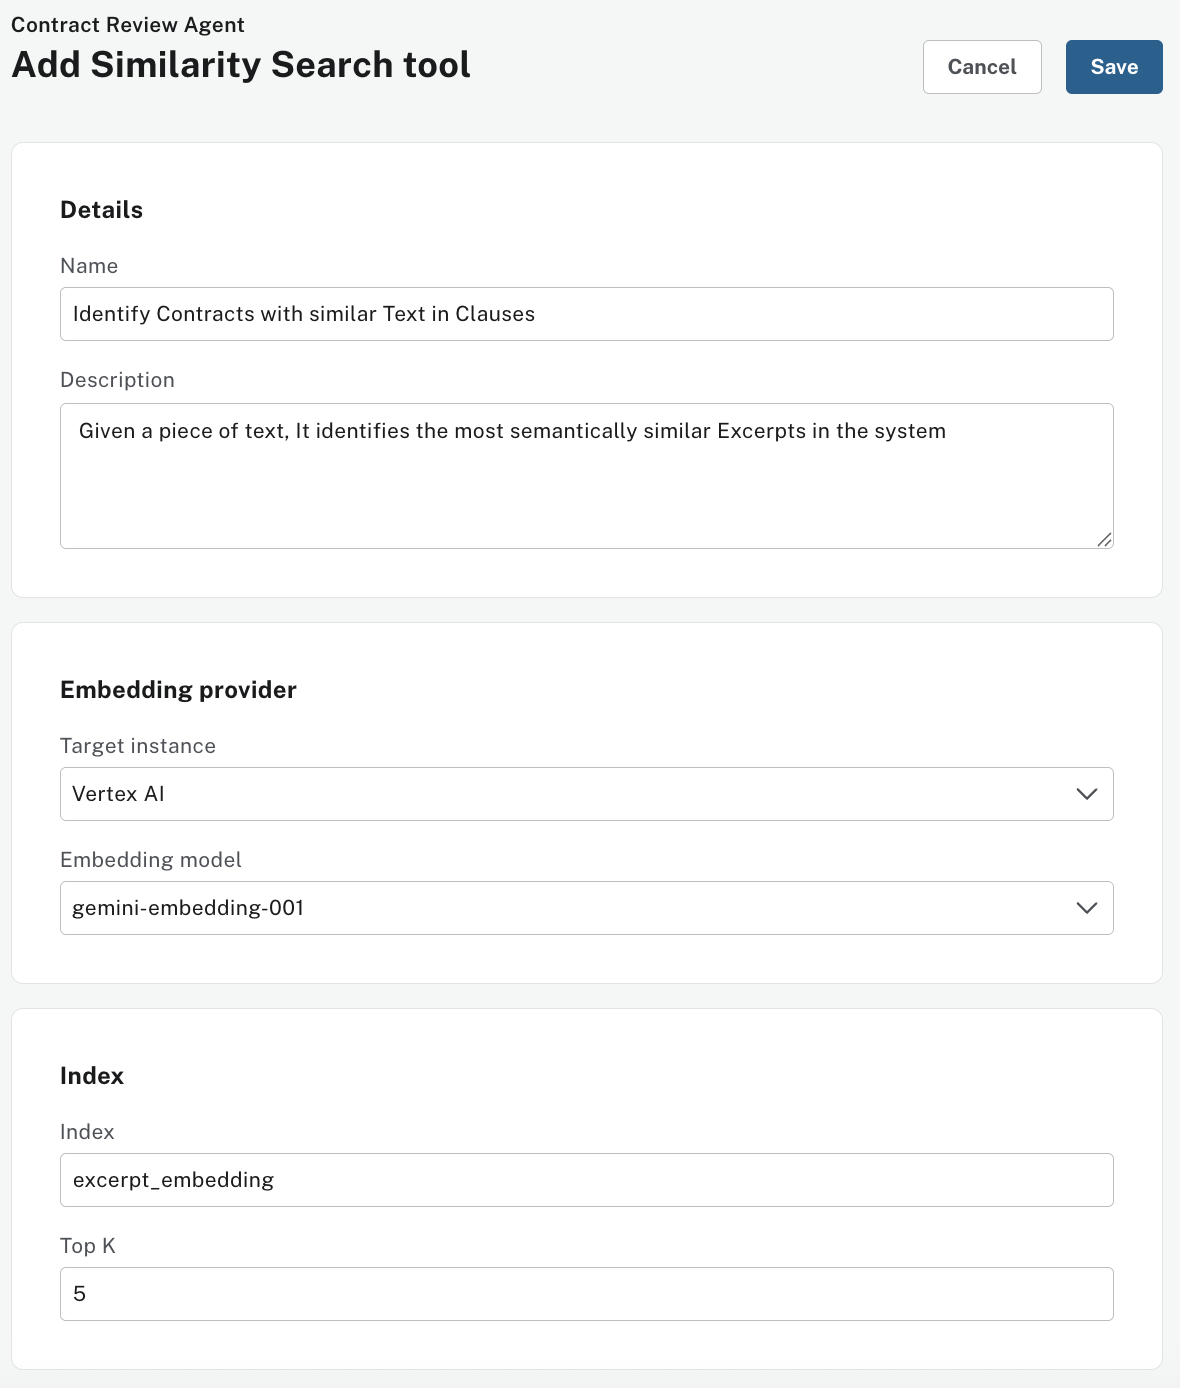 Contract Review Agent
Add Similarity Search tool
Cancel
Save
Details
Name
Identify Contracts with similar Text in Clauses
Description
Given a piece of text, It identifies the most semantically similar Excerpts in the system
Embedding provider
Target instance
Vertex AI
Embedding model
gemini-embedding-001
Index
Index
excerpt_embedding
Top K
5